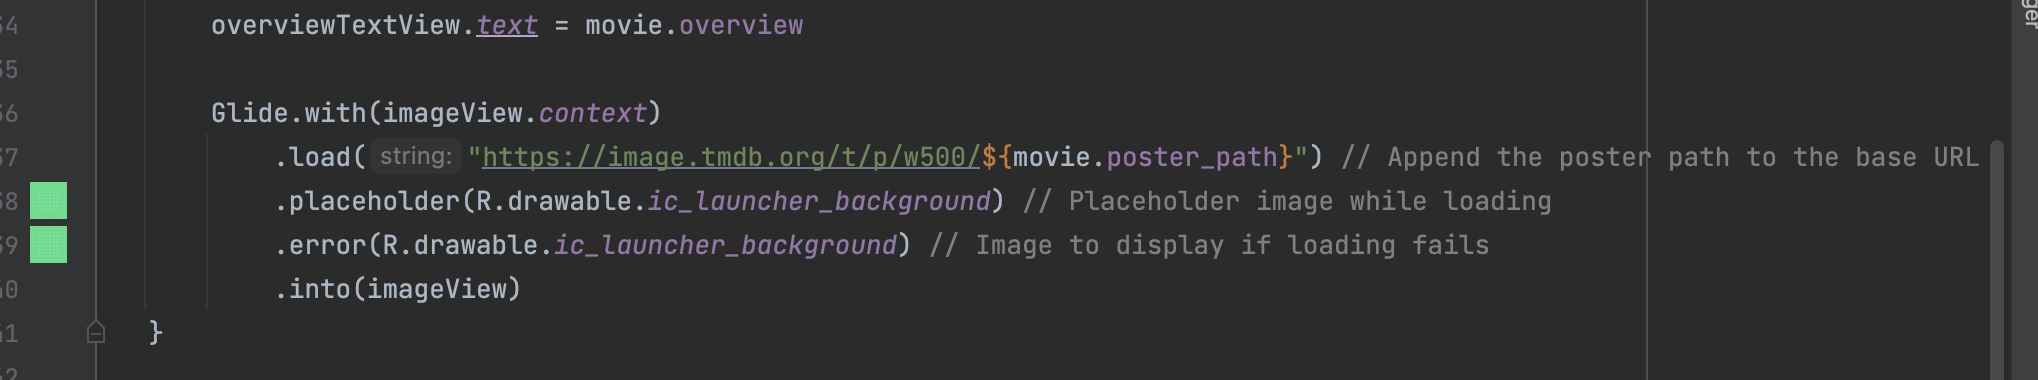 54 overviewTextView.text = movie.overview
55
56 Glide.with(imageView.context)
57 .load( string: "https://image.tmdb.org/t/p/w500/${movie.poster_path}") // Append the poster path to the base URL
58 .placeholder(R.drawable.ic_launcher_background) // Placeholder image while loading
59 .error(R.drawable.ic_launcher_background) // Image to display if loading fails
60 .into(imageView)
61 }
62
ger